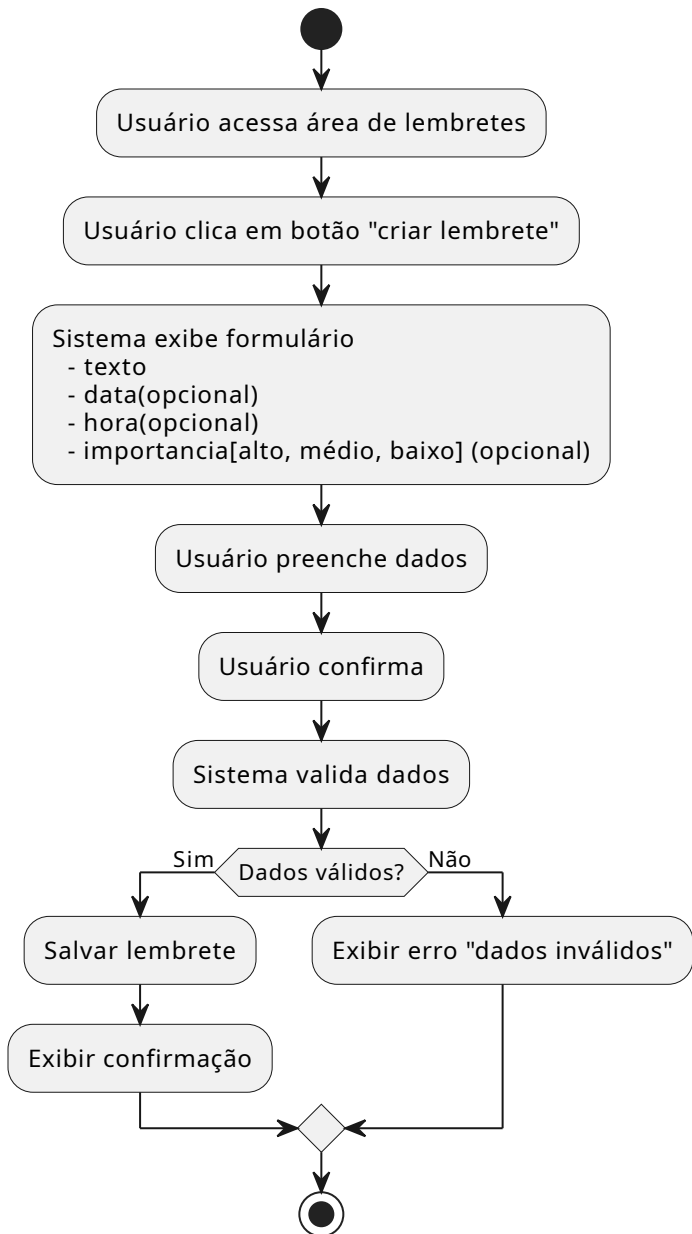 Usuário acessa área de lembretes
Usuário clica em botão "criar lembrete"
Sistema exibe formulário
- texto
- data(opcional)
- hora(opcional)
- importancia[alto, médio, baixo] (opcional)
Usuário preenche dados
Usuário confirma
Sistema valida dados
Sim
Dados válidos?
Não
Salvar lembrete
Exibir erro "dados inválidos"
Exibir confirmação